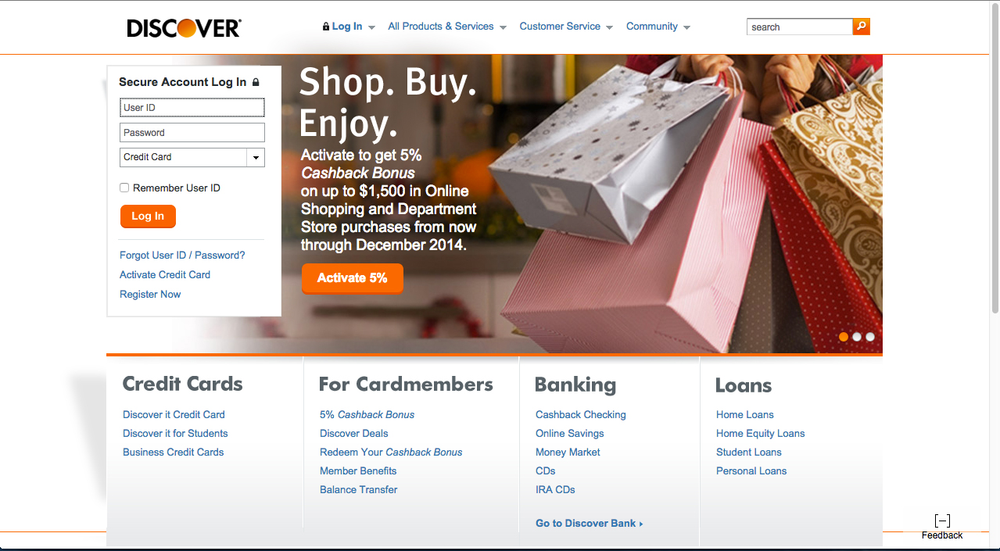 DISCOVER
Log In
All Products & Services
Customer Service
Community
search
Secure Account Log In
User ID
Password
Credit Card
Remember User ID
Log In
Forgot User ID / Password?
Activate Credit Card
Register Now
Shop. Buy.
Enjoy.
Activate to get 5%
Cashback Bonus
on up to $1,500 in Online
Shopping and Department
Store purchases from now
through December 2014.
Activate 5%
Credit Cards
Discover it Credit Card
Discover it for Students
Business Credit Cards
For Cardmembers
5% Cashback Bonus
Discover Deals
Redeem Your Cashback Bonus
Member Benefits
Balance Transfer
Banking
Cashback Checking
Online Savings
Money Market
CDs
IRA CDs
Go to Discover Bank
Loans
Home Loans
Home Equity Loans
Student Loans
Personal Loans
[–]
Feedback